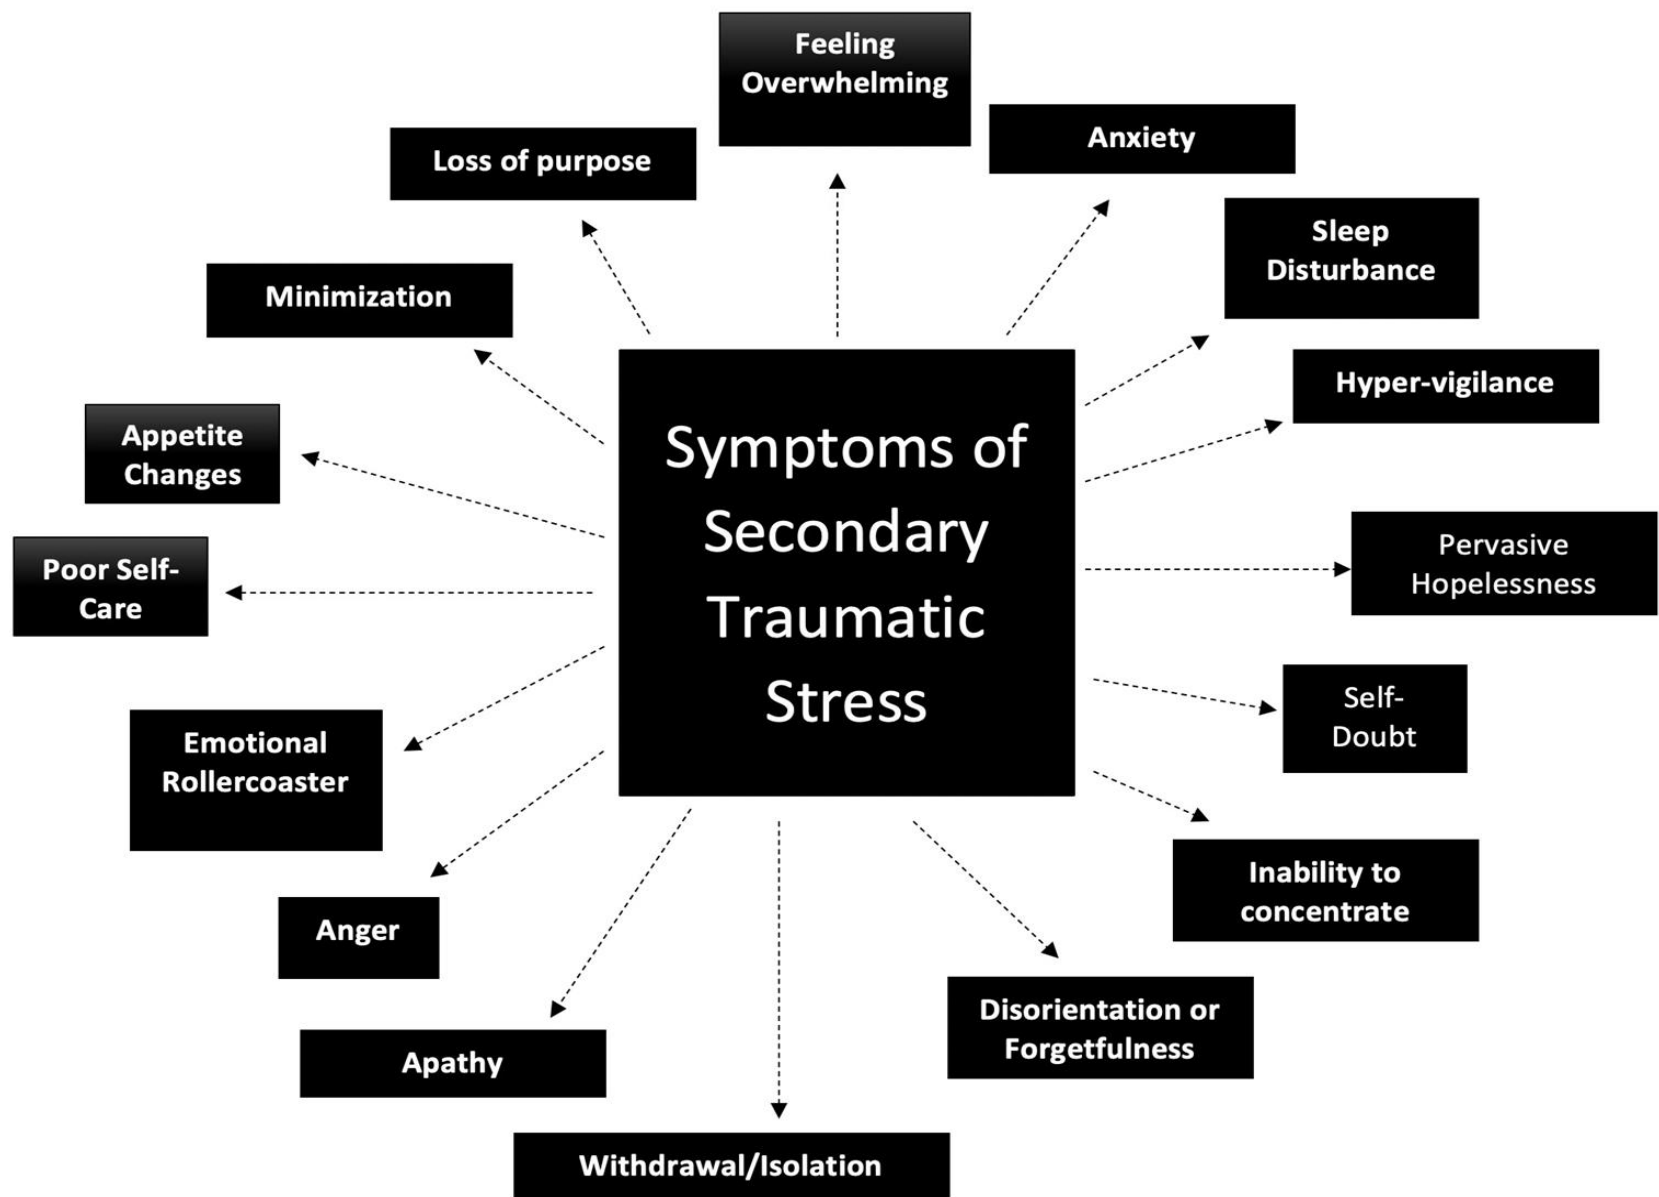 Feeling
Overwhelming
Anxiety
Loss of purpose
Sleep
Disturbance
Minimization
Hyper-vigilance
Appetite
Changes
Symptoms of
Secondary
Traumatic
Stress
Pervasive
Hopelessness
Poor Self-
Care
Self-
Doubt
Emotional
Rollercoaster
Inability to
concentrate
Anger
Disorientation or
Forgetfulness
Apathy
Withdrawal/Isolation